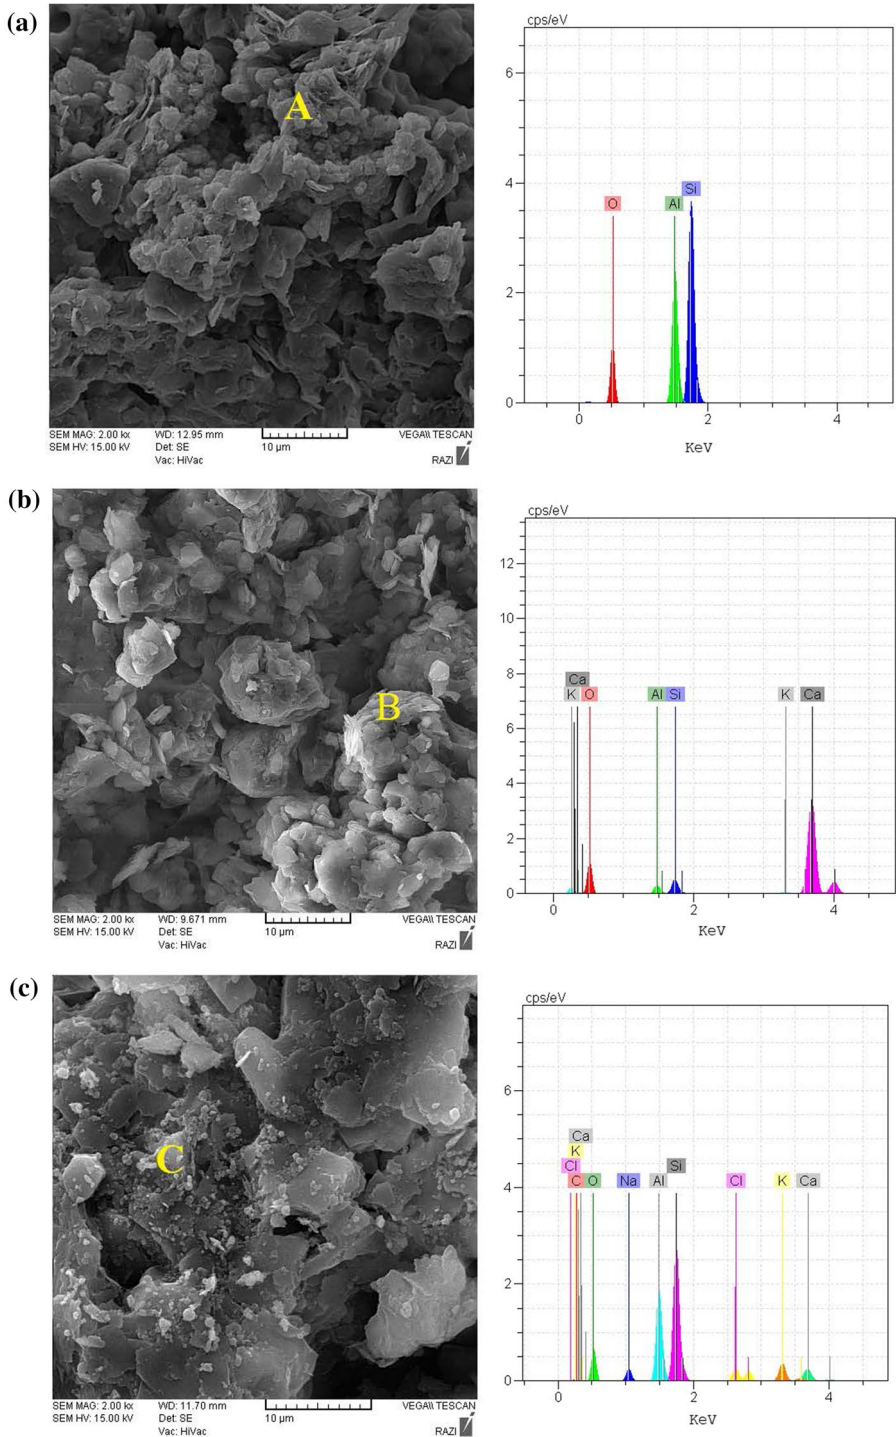 (a)
A
SEM MAG: 2.00 kx WD: 12.95 mm
SEM HV: 15.00 kV Det: SE 10 µm VEGA\\ TESCAN
Vac: HiVac RAZI
cps/eV
6
4
2
0
O Al Si
0 2 4
KeV
(b)
B
SEM MAG: 2.00 kx WD: 9.671 mm
SEM HV: 15.00 kV Det: SE 10 µm VEGA\\ TESCAN
Vac: HiVac RAZI
cps/eV
12
10
8
6
4
2
0
Ca
K O Al Si K Ca
0 2 4
KeV
(c)
C
SEM MAG: 2.00 kx WD: 11.70 mm
SEM HV: 15.00 kV Det: SE 10 µm VEGA\\ TESCAN
Vac: HiVac RAZI
cps/eV
6
4
2
0
Ca
K
Cl Si
C O Na Al Cl K Ca
0 2 4
KeV